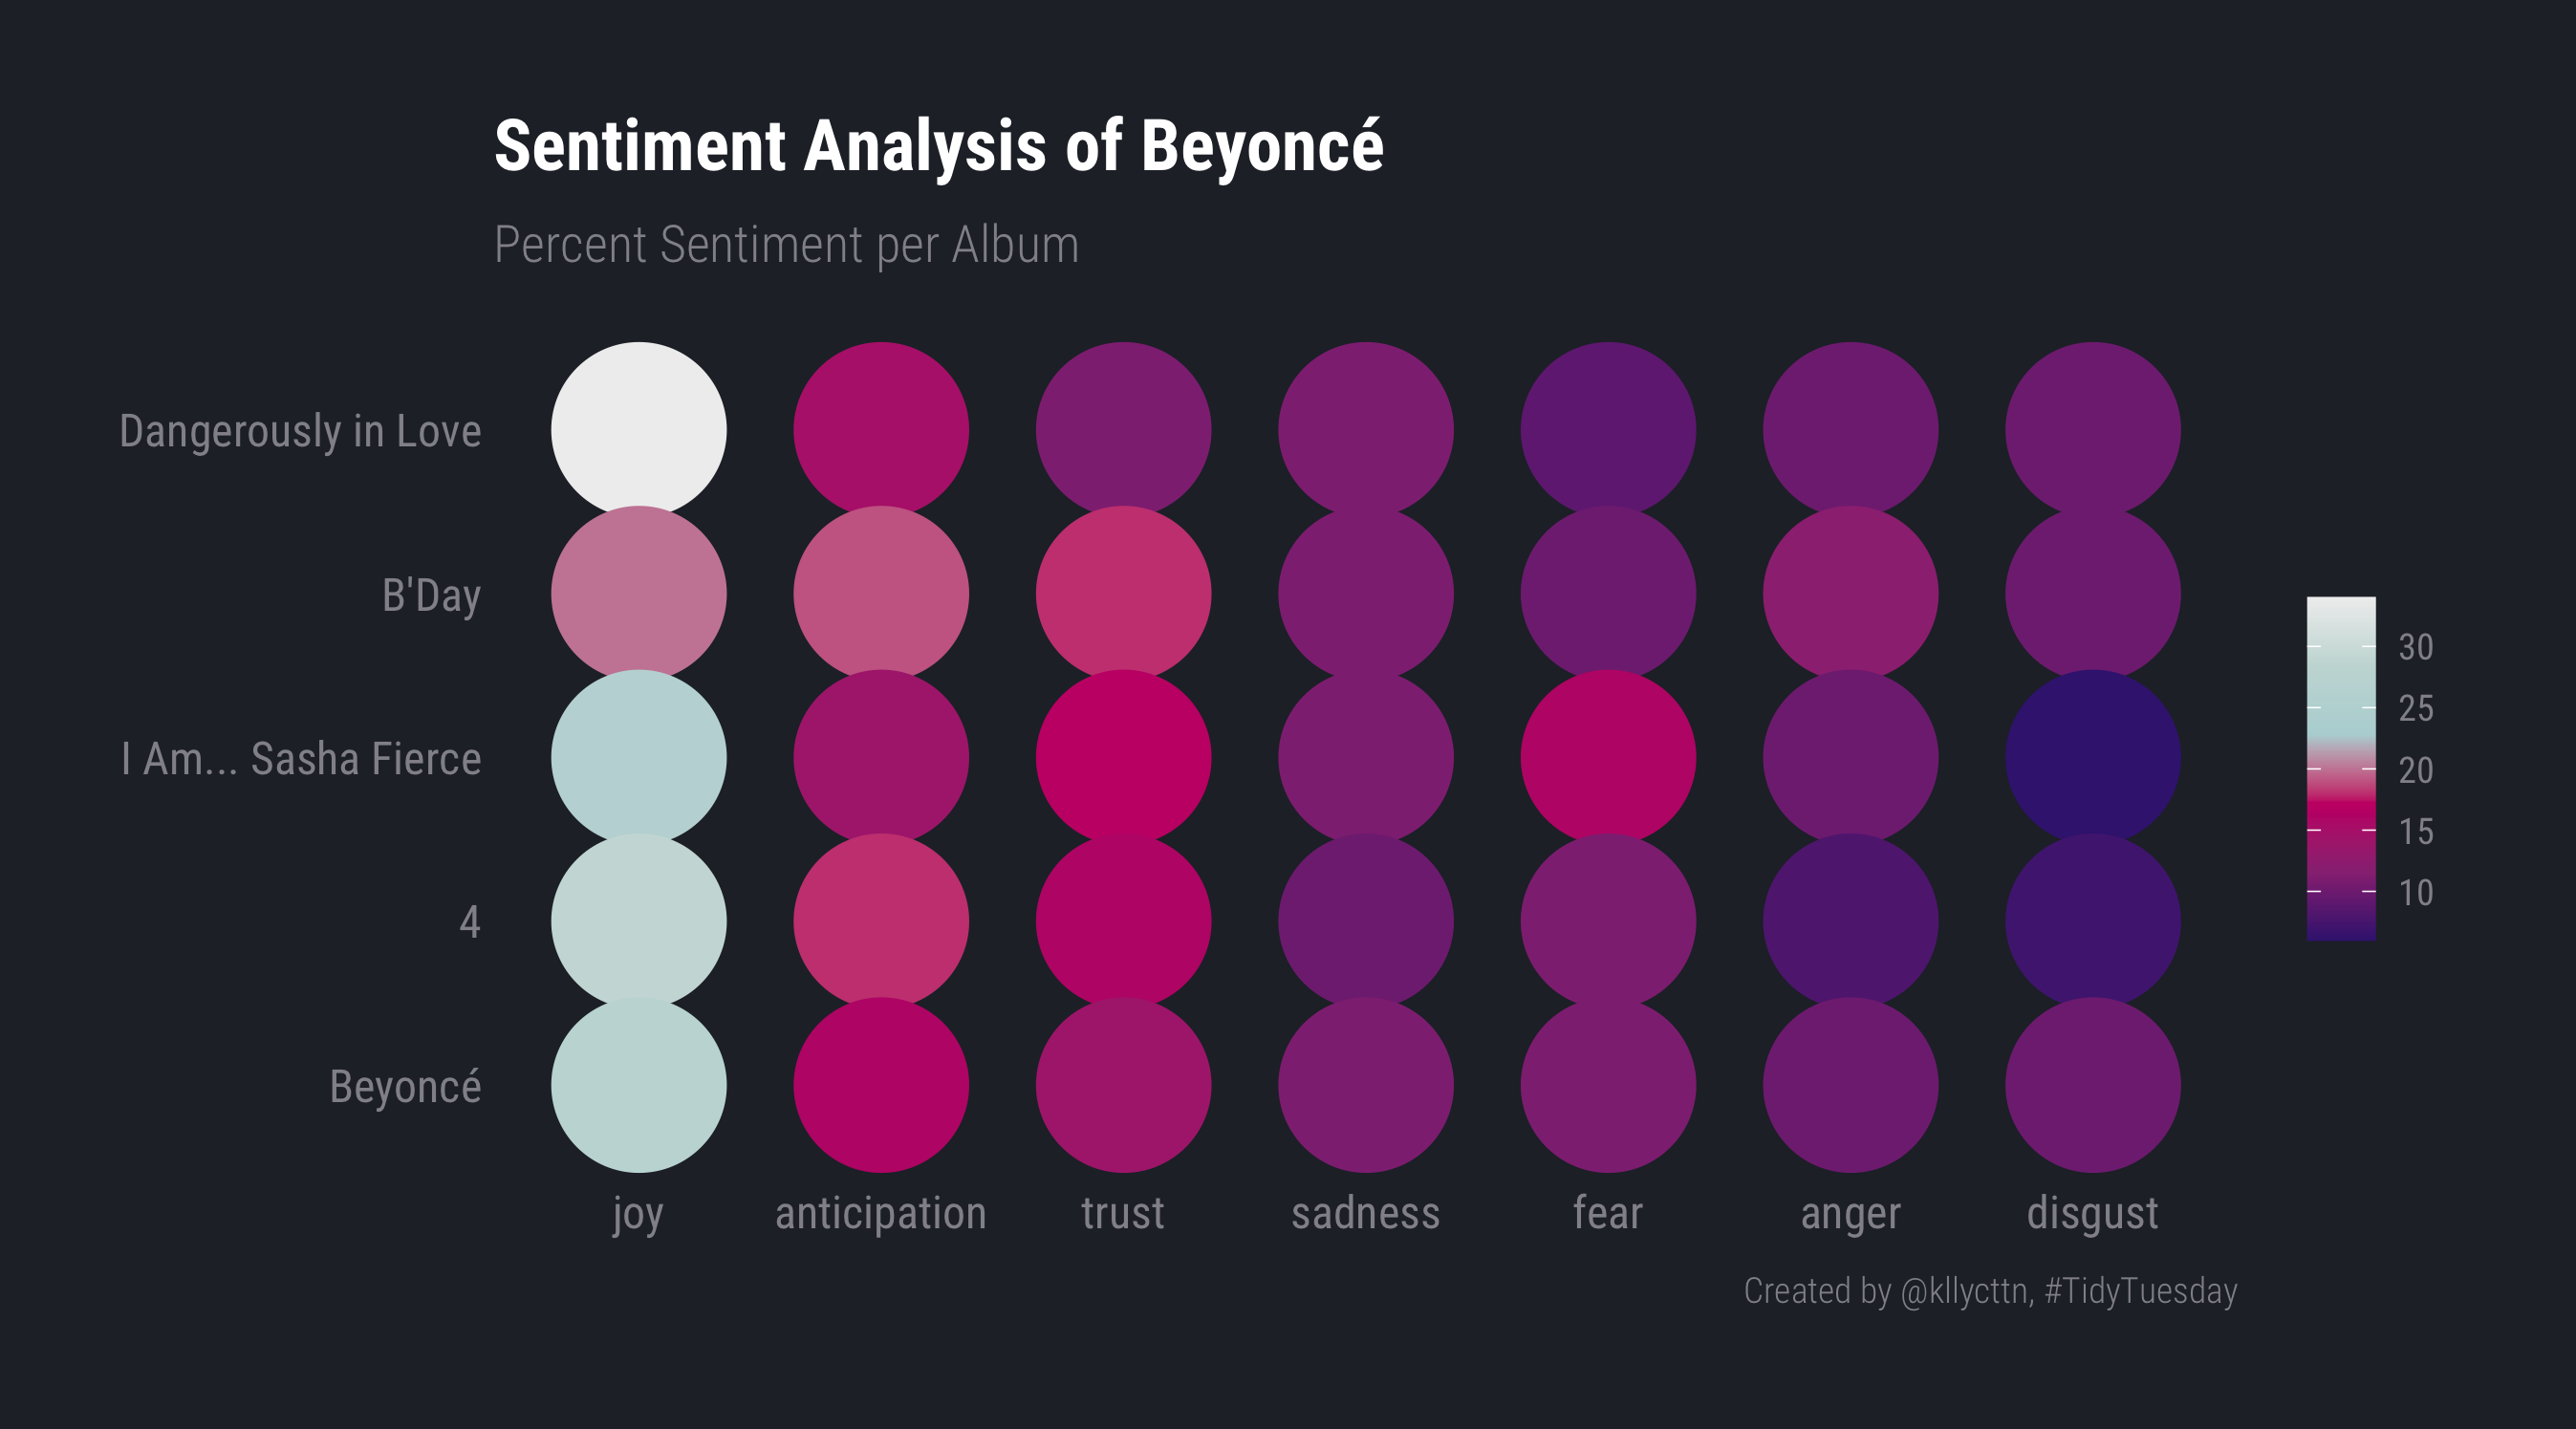 Sentiment Analysis of Beyoncé
Percent Sentiment per Album
Dangerously in Love
B'Day
I Am... Sasha Fierce
4
Beyoncé
30
25
20
15
10
joy anticipation trust sadness fear anger disgust
Created by @kllycttn, #TidyTuesday